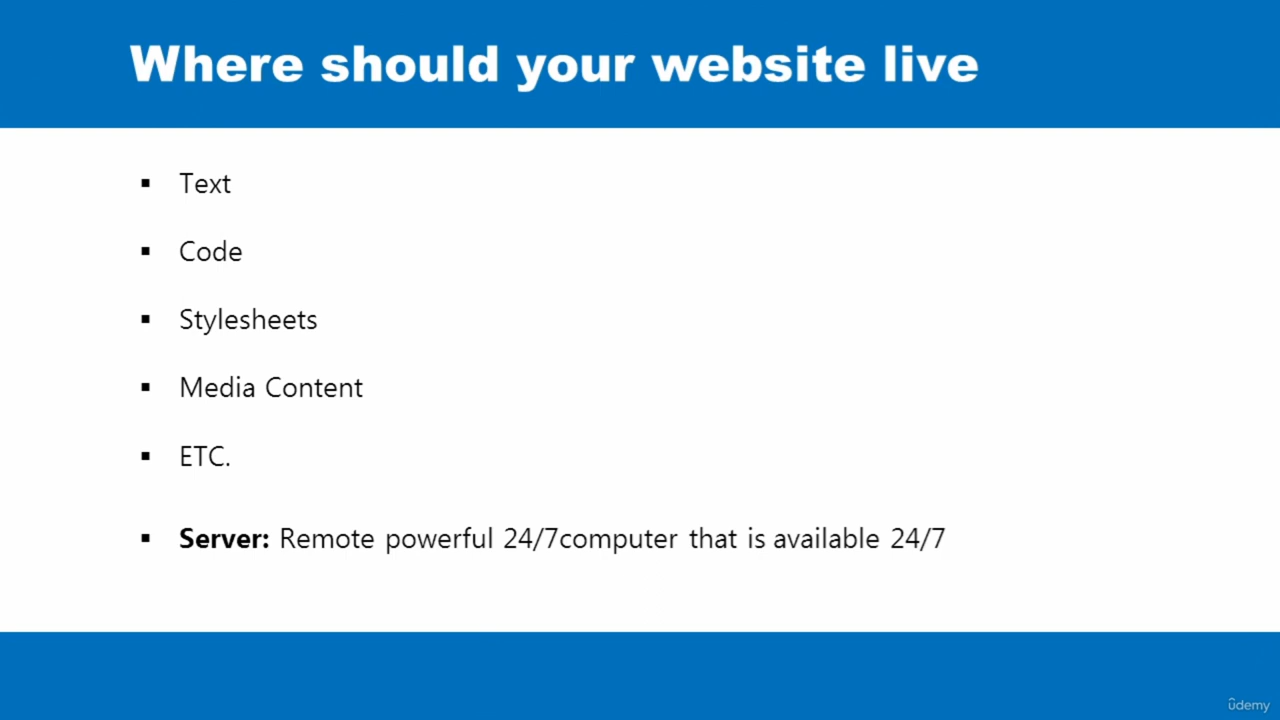 Where should your website live
▪ Text
▪ Code
▪ Stylesheets
▪ Media Content
▪ ETC.
▪ Server: Remote powerful 24/7computer that is available 24/7
ûdemy